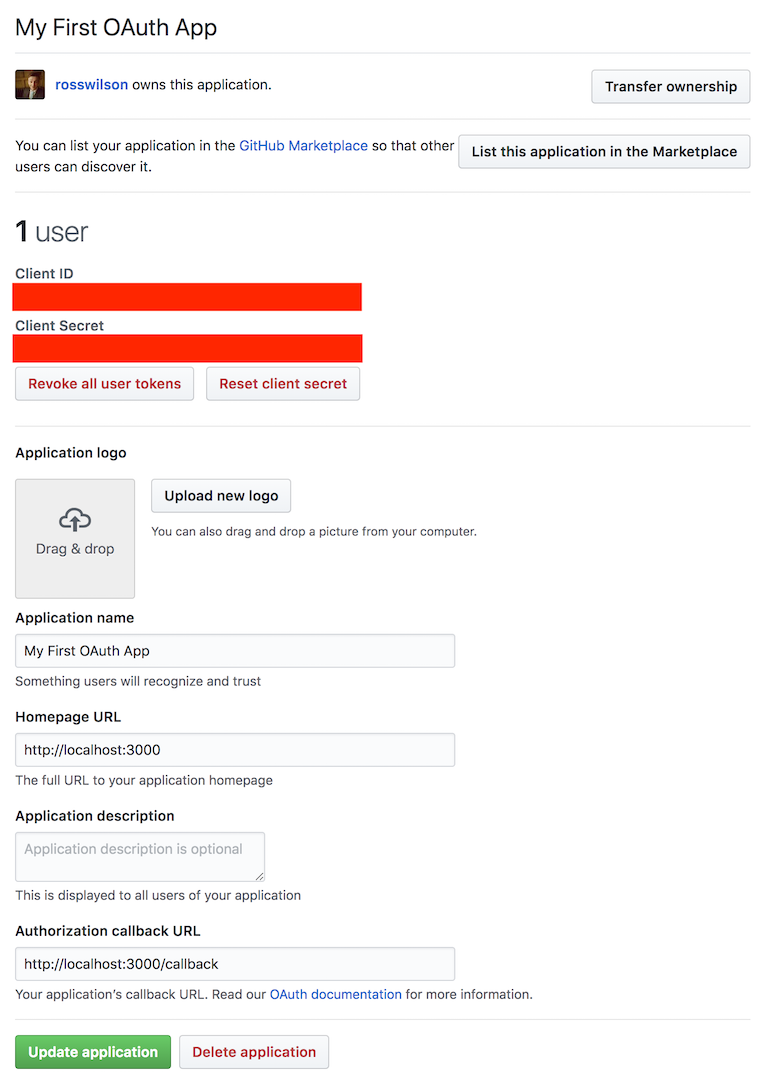 My First OAuth App
rosswilson owns this application.
Transfer ownership
You can list your application in the GitHub Marketplace so that other
users can discover it.
List this application in the Marketplace
1 user
Client ID
Client Secret
Revoke all user tokens
Reset client secret
Application logo
Drag & drop
Upload new logo
You can also drag and drop a picture from your computer.
Application name
My First OAuth App
Something users will recognize and trust
Homepage URL
http://localhost:3000
The full URL to your application homepage
Application description
Application description is optional
This is displayed to all users of your application
Authorization callback URL
http://localhost:3000/callback
Your application’s callback URL. Read our OAuth documentation for more information.
Update application
Delete application